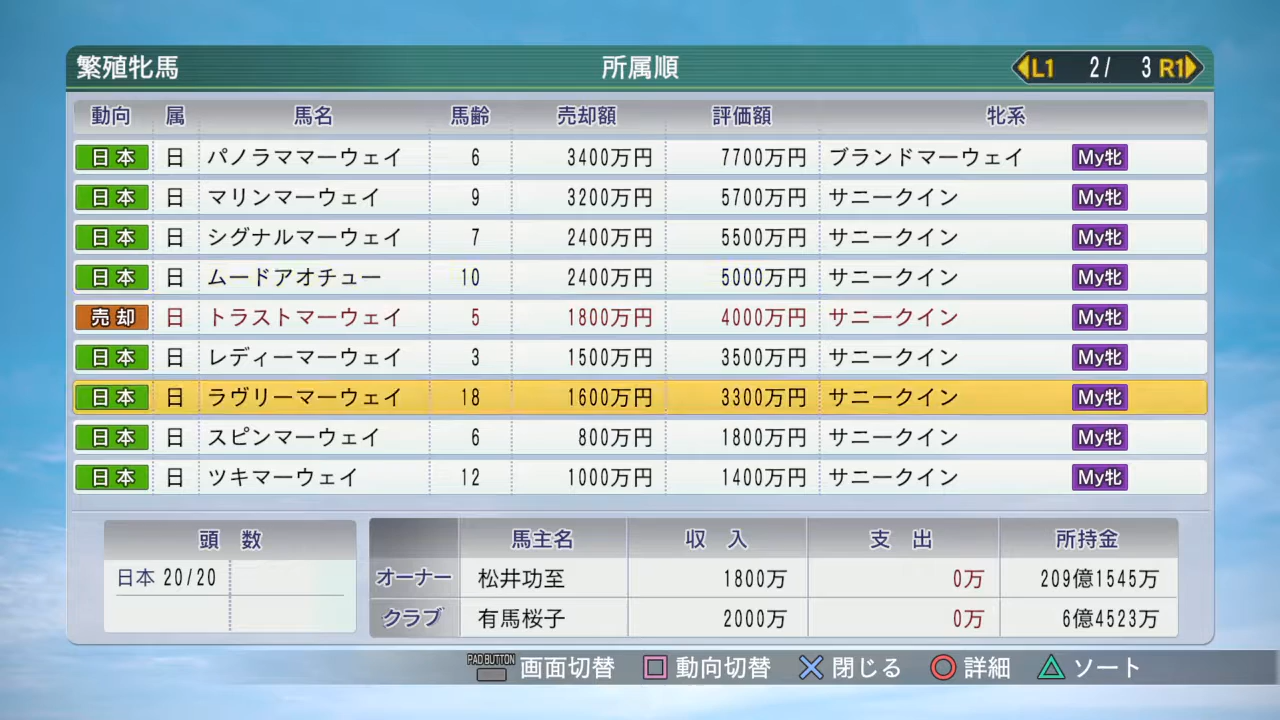 繁殖牝馬 所属順 L1 2/ 3 R1
動向 属 馬名 馬齢 売却額 評価額 牝系
日本 日 パノラママーウェイ 6 3400万円 7700万円 ブランドマーウェイ My牝
日本 日 マリンマーウェイ 9 3200万円 5700万円 サニークイン My牝
日本 日 シグナルマーウェイ 7 2400万円 5500万円 サニークイン My牝
日本 日 ムードアオチュー 10 2400万円 5000万円 サニークイン My牝
売却 日 トラストマーウェイ 5 1800万円 4000万円 サニークイン My牝
日本 日 レディーマーウェイ 3 1500万円 3500万円 サニークイン My牝
日本 日 ラヴリーマーウェイ 18 1600万円 3300万円 サニークイン My牝
日本 日 スピンマーウェイ 6 800万円 1800万円 サニークイン My牝
日本 日 ツキマーウェイ 12 1000万円 1400万円 サニークイン My牝
頭数
日本 20/20
馬主名 収入 支出 所持金
オーナー 松井功至 1800万 0万 209億1545万
クラブ 有馬桜子 2000万 0万 6億4523万
PAD BUTTON 画面切替 動向切替 閉じる 詳細 ソート